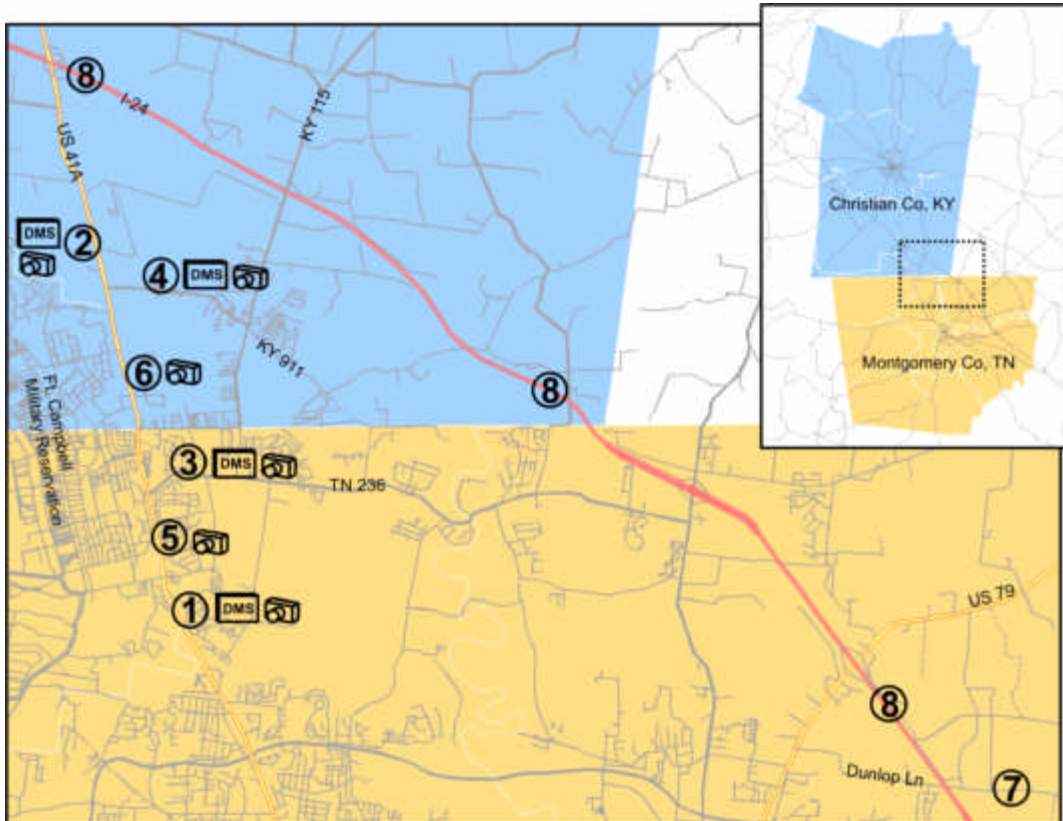 8
I-24
KY 115
US 41A
DMS
2
4
DMS
KY 911
6
8
Ft. Campbell
Military Reservation
3
DMS
TN 236
5
1
DMS
US 79
8
Dunlop Ln
7
Christian Co, KY
Montgomery Co, TN